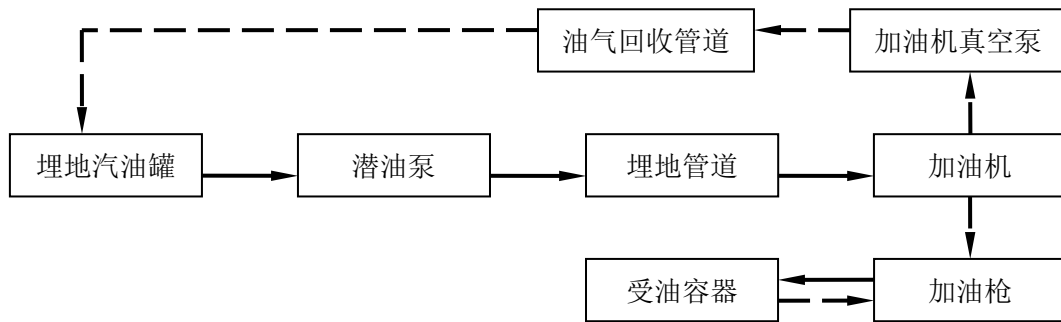 油气回收管道
加油机真空泵
埋地汽油罐
潜油泵
埋地管道
加油机
受油容器
加油枪